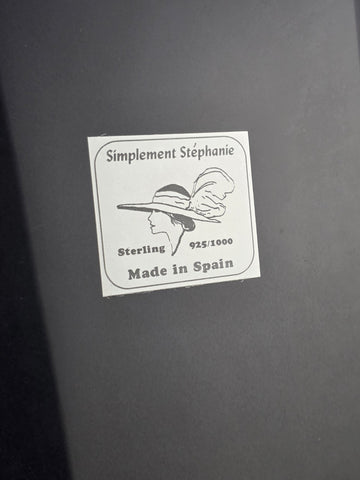 Simplement Stéphanie
Sterling 925/1000
Made in Spain